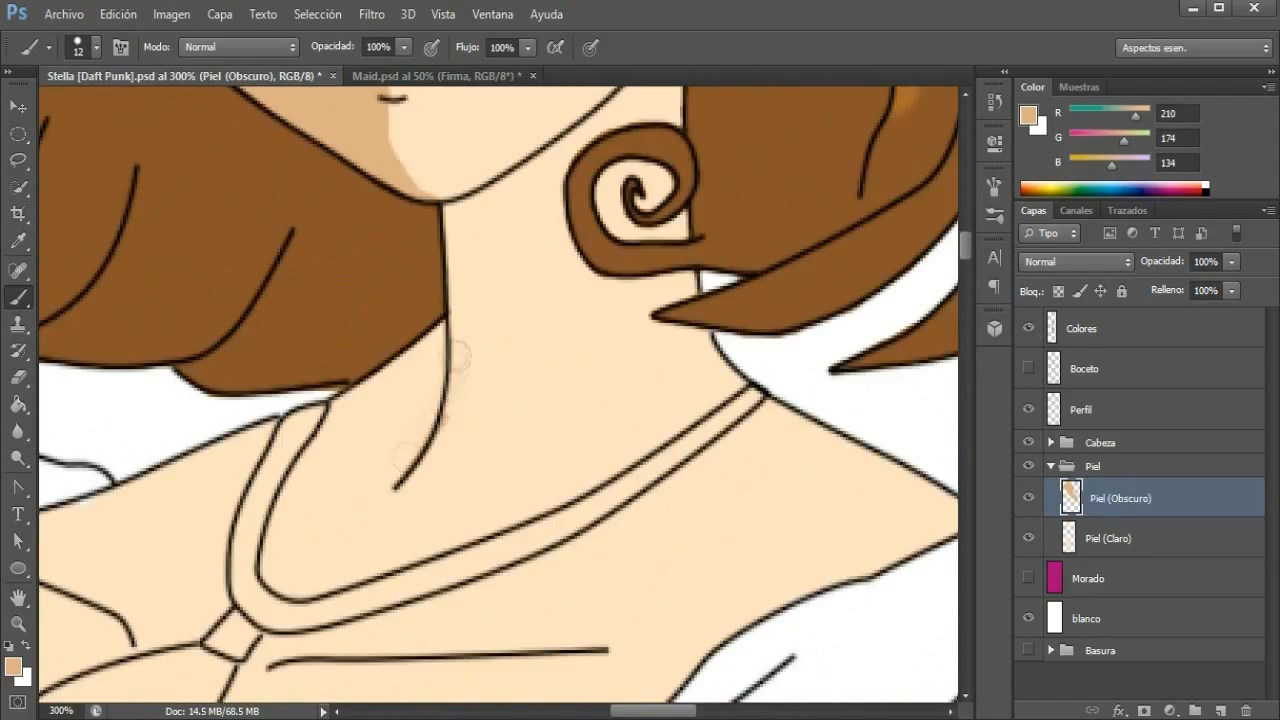 Ps Archivo Edición Imagen Capa Texto Selección Filtro 3D Vista Ventana Ayuda
12 Modo: Normal Opacidad: 100% Flujo: 100% Aspectos esen.
Stella [Daft Punk].psd al 300% (Piel (Obscuro), RGB/8) * × Maid.psd al 50% (Firma, RGB/8*) * ×
Color Muestras
R 210
G 174
B 134
Capas Canales Trazados
Tipo
Normal Opacidad: 100%
Bloq.: Relleno: 100%
Colores
Boceto
Perfil
Cabeza
Piel
Piel (Obscuro)
Piel (Claro)
Morado
blanco
Basura
300% Doc: 14.5 MB/68.5 MB